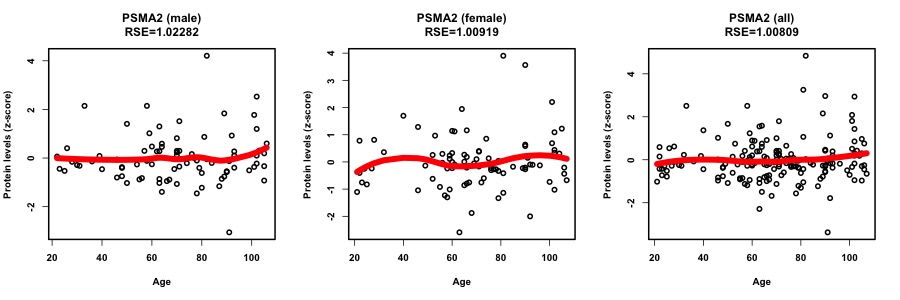 PSMA2 (male)
RSE=1.02282
Protein levels (z-score)
4
2
0
-2
20 40 60 80 100
Age
PSMA2 (female)
RSE=1.00919
Protein levels (z-score)
4
3
2
1
0
-1
-2
20 40 60 80 100
Age
PSMA2 (all)
RSE=1.00809
Protein levels (z-score)
4
2
0
-2
20 40 60 80 100
Age